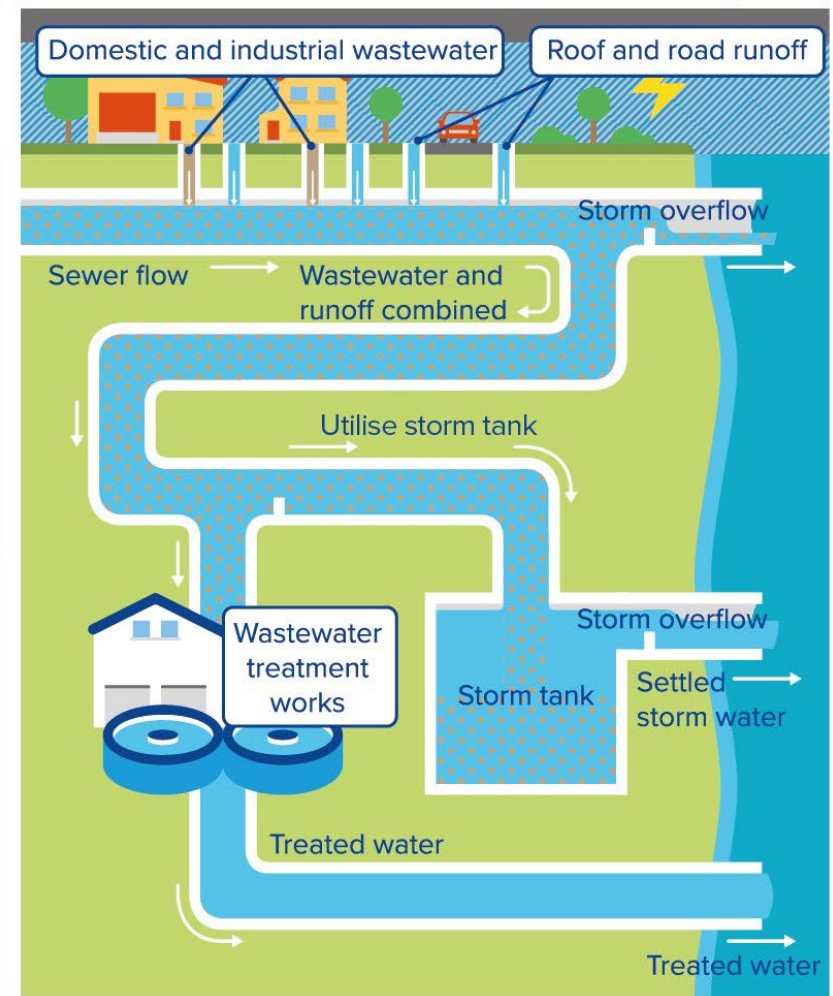 Domestic and industrial wastewater
Roof and road runoff
Storm overflow
Sewer flow
Wastewater and
runoff combined
Utilise storm tank
Wastewater
treatment
works
Storm overflow
Storm tank
Settled
storm water
Treated water
Treated water